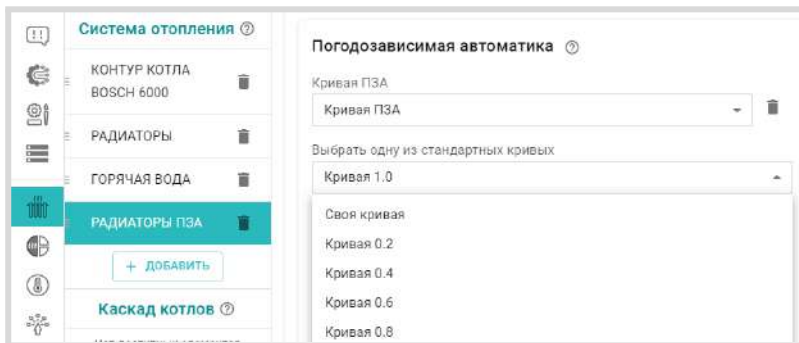 Система отопления
КОНТУР КОТЛА
BOSCH 6000
РАДИАТОРЫ
ГОРЯЧАЯ ВОДА
РАДИАТОРЫ ПЗА
+ ДОБАВИТЬ
Каскад котлов
Погодозависимая автоматика
Кривая ПЗА
Кривая ПЗА
Выбрать одну из стандартных кривых
Кривая 1.0
Своя кривая
Кривая 0.2
Кривая 0.4
Кривая 0.6
Кривая 0.8